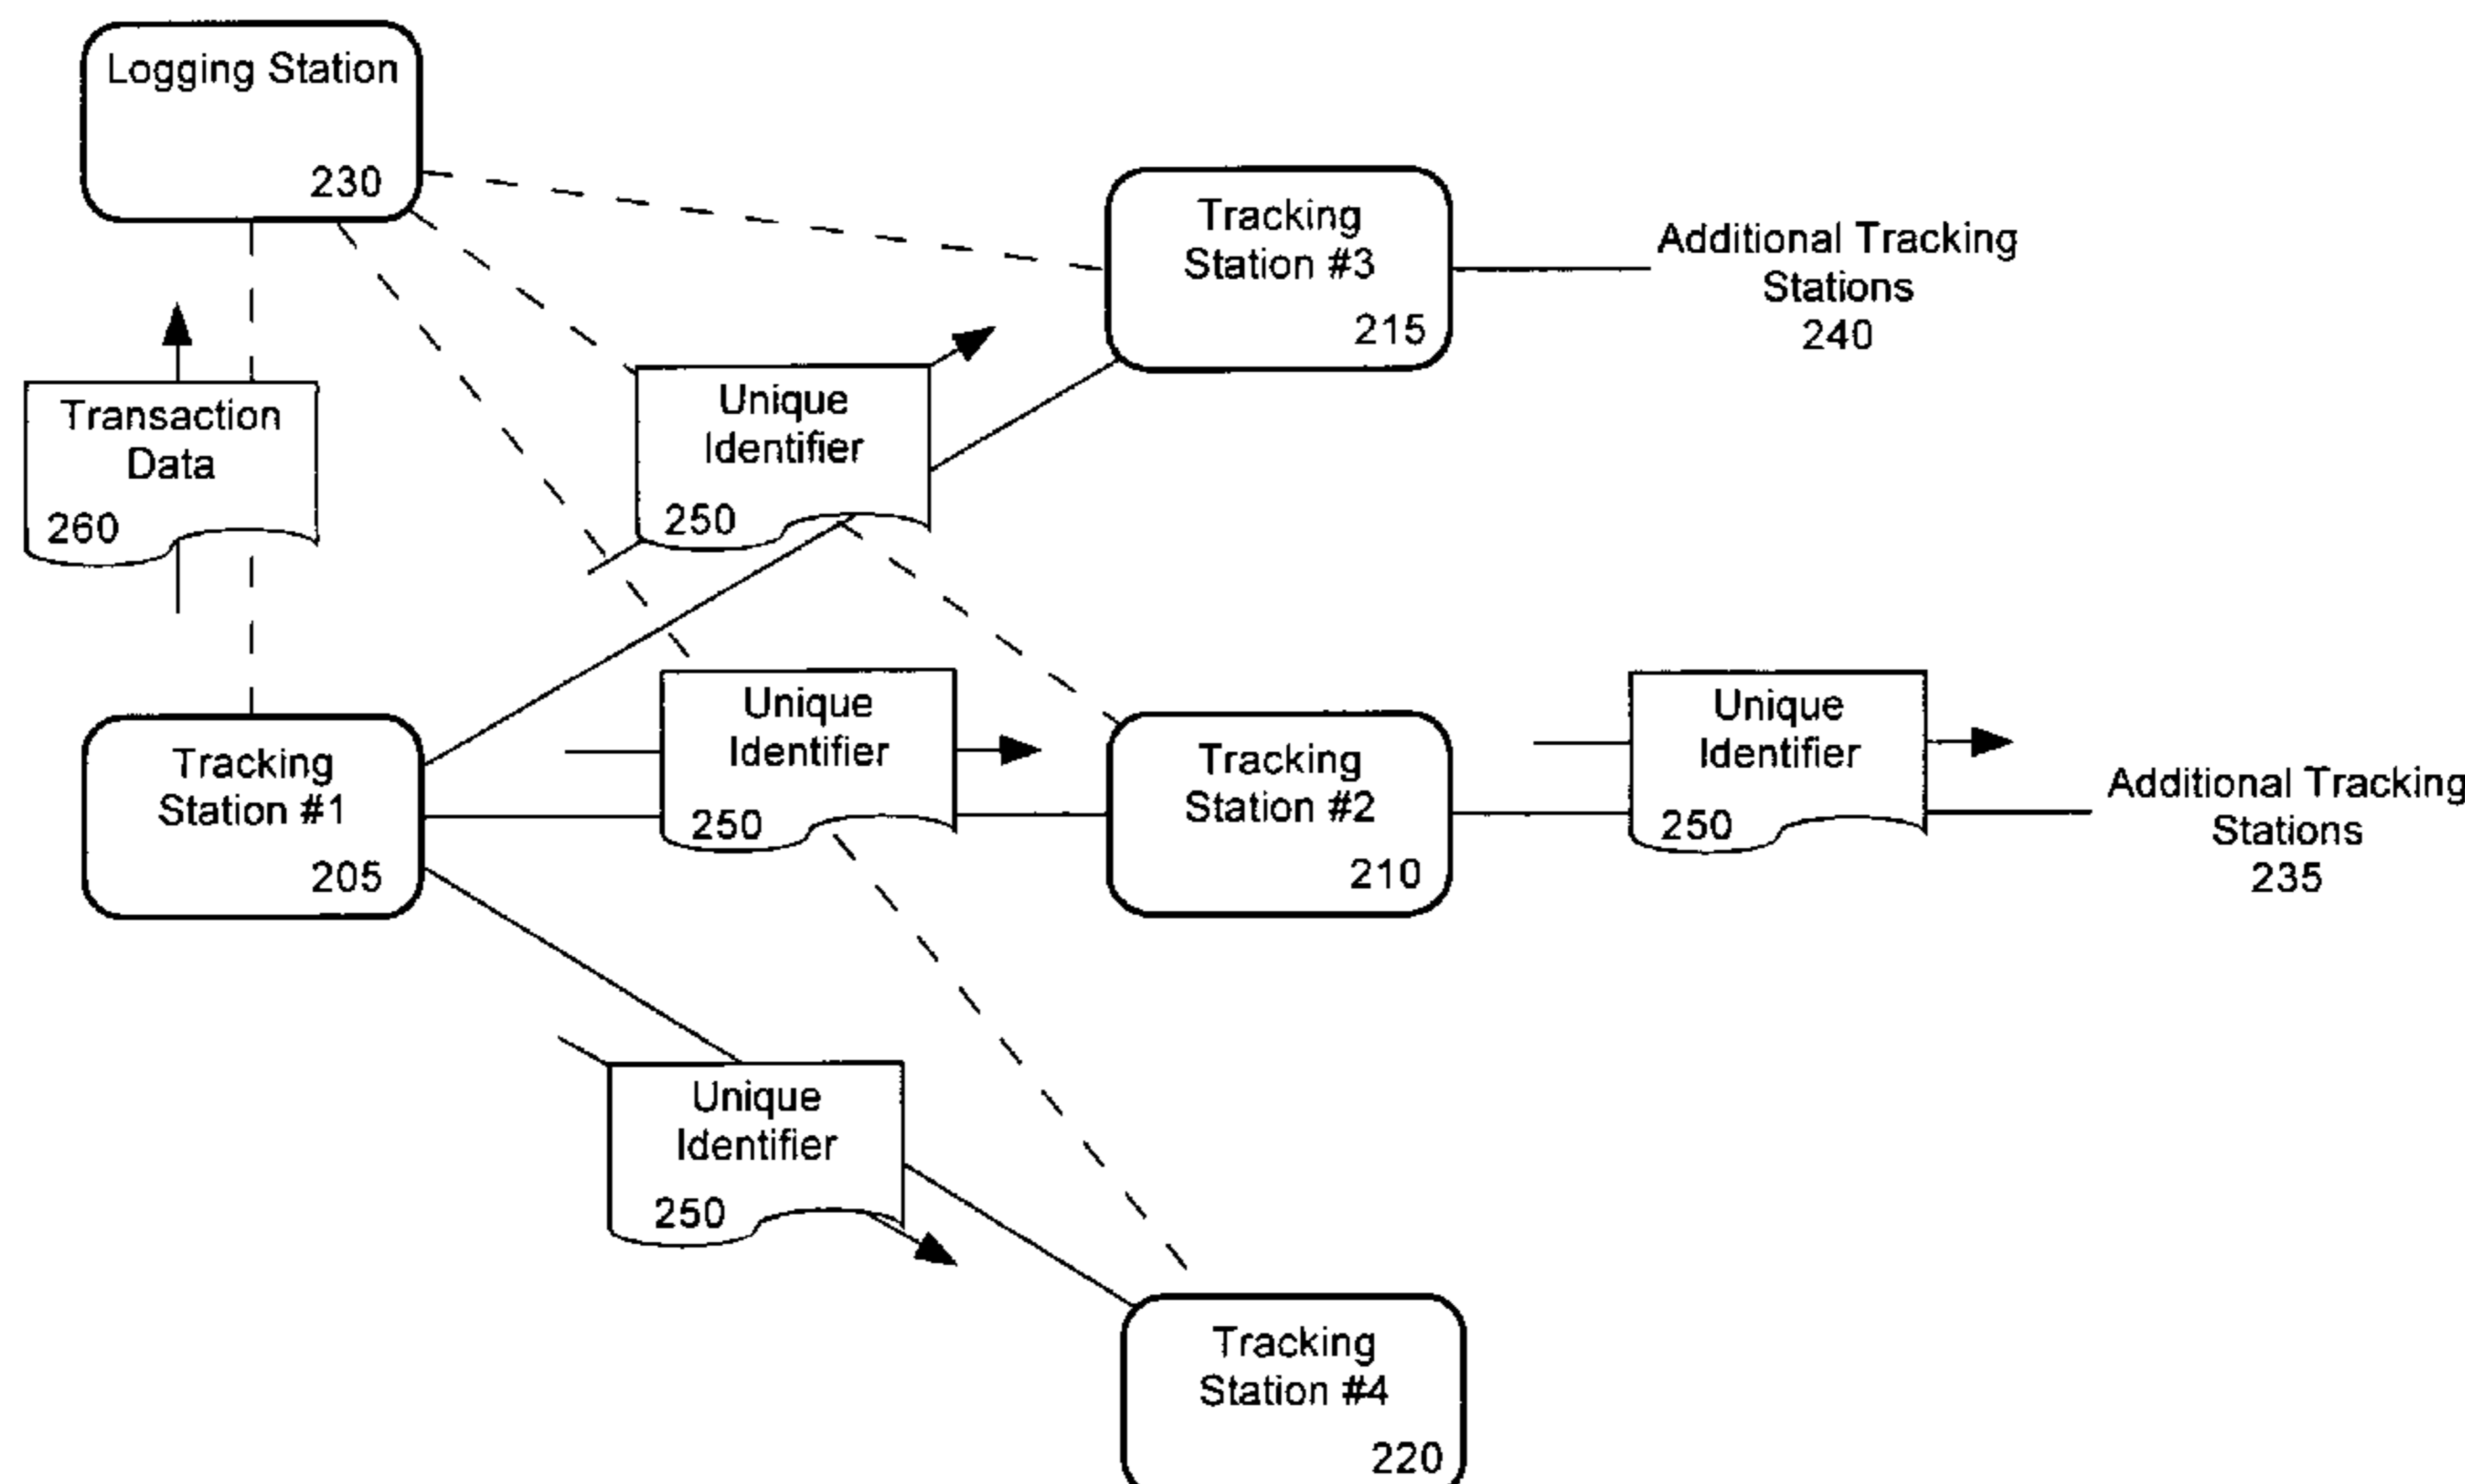 Logging Station
230
Tracking
Station #3
215
Additional Tracking
Stations
240
Transaction
Data
260
Unique
Identifier
250
Tracking
Station #1
205
Unique
Identifier
250
Tracking
Station #2
210
Unique
Identifier
250
Additional Tracking
Stations
235
Unique
Identifier
250
Tracking
Station #4
220